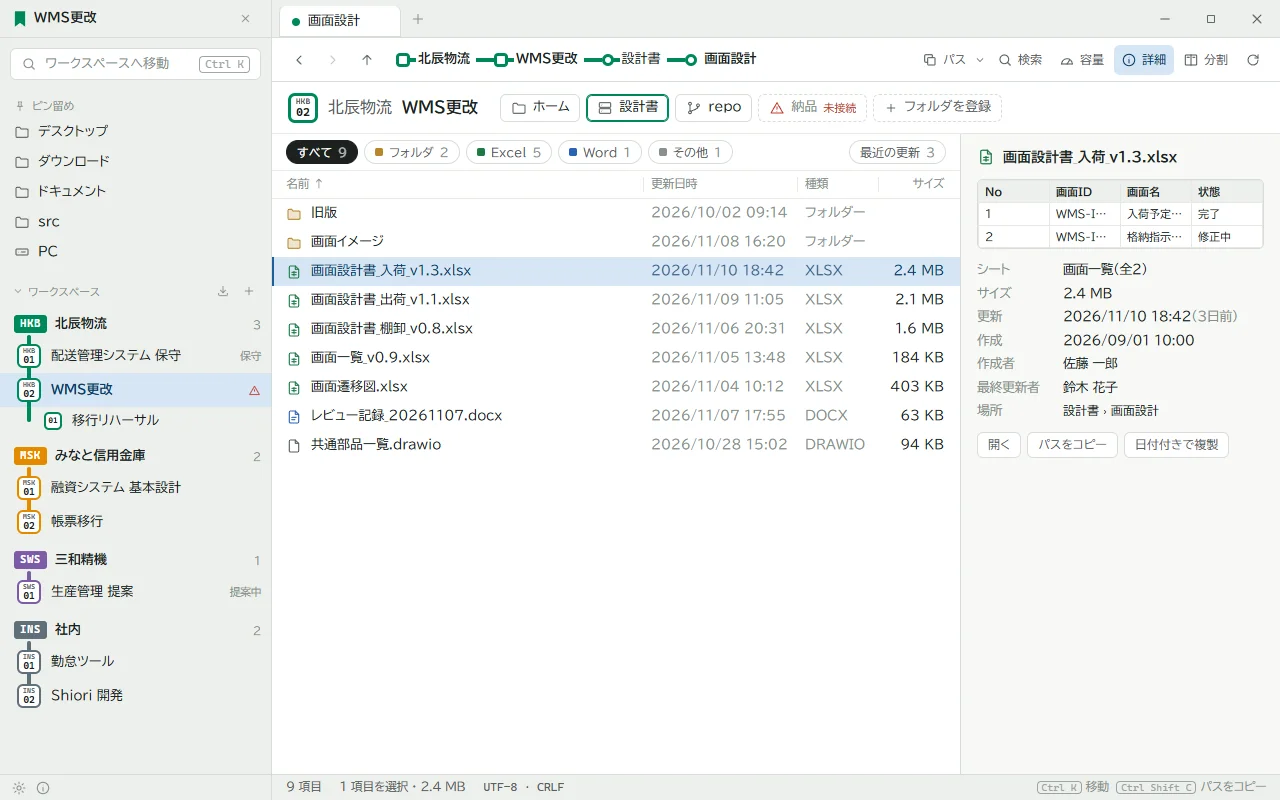 WMS更改
画面設計
ワークスペースへ移動 Ctrl K
北辰物流 WMS更改 設計書 画面設計
パス 検索 容量 詳細 分割
ピン留め
デスクトップ
ダウンロード
ドキュメント
src
PC
ワークスペース
HKB 北辰物流 3
HKB 01 配送管理システム 保守 保守
HKB 02 WMS更改
01 移行リハーサル
MSK みなと信用金庫 2
MSK 01 融資システム 基本設計
MSK 02 帳票移行
SWS 三和精機 1
SWS 01 生産管理 提案 提案中
INS 社内 2
INS 01 勤怠ツール
INS 02 Shiori 開発
HKB 02 北辰物流 WMS更改 ホーム 設計書 repo 納品 未接続 + フォルダを登録
すべて 9 フォルダ 2 Excel 5 Word 1 その他 1 最近の更新 3
名前 ↑ 更新日時 種類 サイズ
旧版 2026/10/02 09:14 フォルダー
画面イメージ 2026/11/08 16:20 フォルダー
画面設計書_入荷_v1.3.xlsx 2026/11/10 18:42 XLSX 2.4 MB
画面設計書_出荷_v1.1.xlsx 2026/11/09 11:05 XLSX 2.1 MB
画面設計書_棚卸_v0.8.xlsx 2026/11/06 20:31 XLSX 1.6 MB
画面一覧_v0.9.xlsx 2026/11/05 13:48 XLSX 184 KB
画面遷移図.xlsx 2026/11/04 10:12 XLSX 403 KB
レビュー記録_20261107.docx 2026/11/07 17:55 DOCX 63 KB
共通部品一覧.drawio 2026/10/28 15:02 DRAWIO 94 KB
画面設計書_入荷_v1.3.xlsx
No 画面ID 画面名 状態
1 WMS-I… 入荷予定… 完了
2 WMS-I… 格納指示… 修正中
シート 画面一覧(全2)
サイズ 2.4 MB
更新 2026/11/10 18:42(3日前)
作成 2026/09/01 10:00
作成者 佐藤 一郎
最終更新者 鈴木 花子
場所 設計書 › 画面設計
開く パスをコピー 日付付きで複製
9 項目 1 項目を選択・2.4 MB UTF-8 · CRLF
Ctrl K 移動 Ctrl Shift C パスをコピー